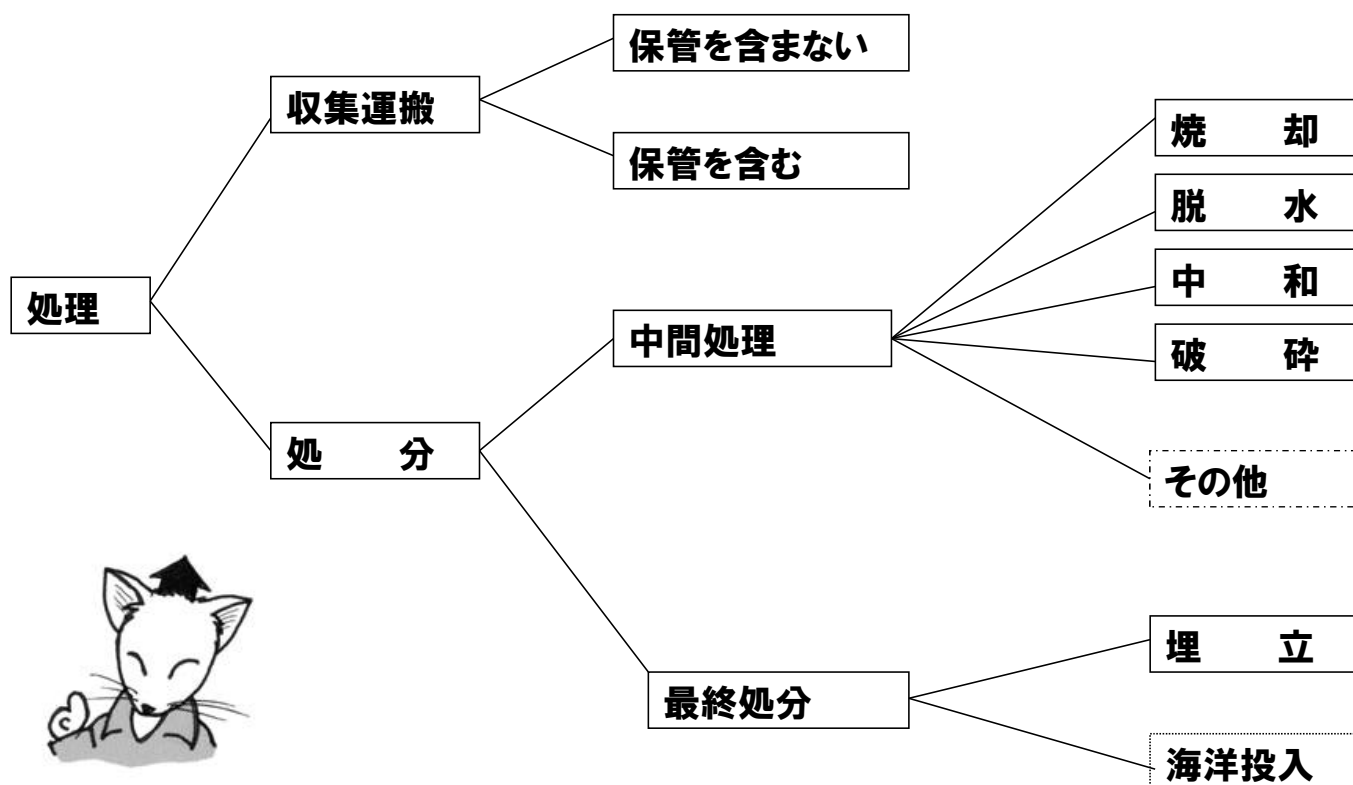 処理
収集運搬
保管を含まない
保管を含む
処　　分
中間処理
焼　　却
脱　　水
中　　和
破　　砕
その他
最終処分
埋　　立
海洋投入